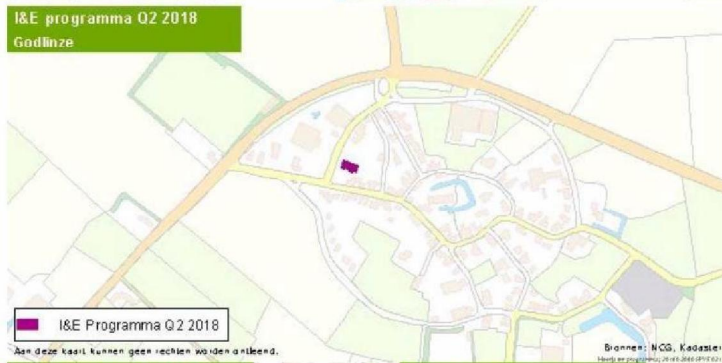 I&E programma Q2 2018
Godlinze
I&E Programma Q2 2018
Aan deze kaart kunnen geen rechten worden ontleend.
Bronnen: NCG, Kadaster